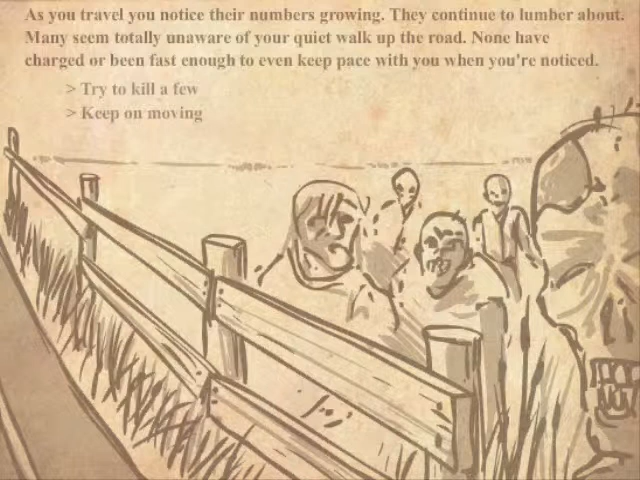 As you travel you notice their numbers growing. They continue to lumber about.
Many seem totally unaware of your quiet walk up the road. None have
charged or been fast enough to even keep pace with you when you're noticed.
> Try to kill a few
> Keep on moving